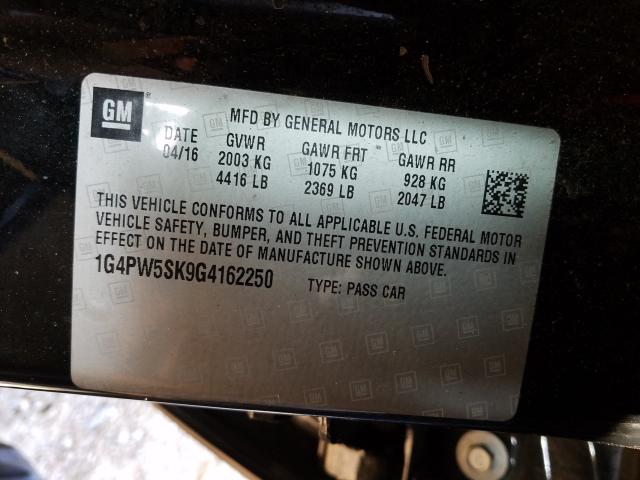 GM
MFD BY GENERAL MOTORS LLC
DATE GVWR GAWR FRT GAWR RR
04/16 2003 KG 1075 KG 928 KG
4416 LB 2369 LB 2047 LB
THIS VEHICLE CONFORMS TO ALL APPLICABLE U.S. FEDERAL MOTOR
VEHICLE SAFETY, BUMPER, AND THEFT PREVENTION STANDARDS IN
EFFECT ON THE DATE OF MANUFACTURE SHOWN ABOVE.
1G4PW5SK9G4162250 TYPE: PASS CAR